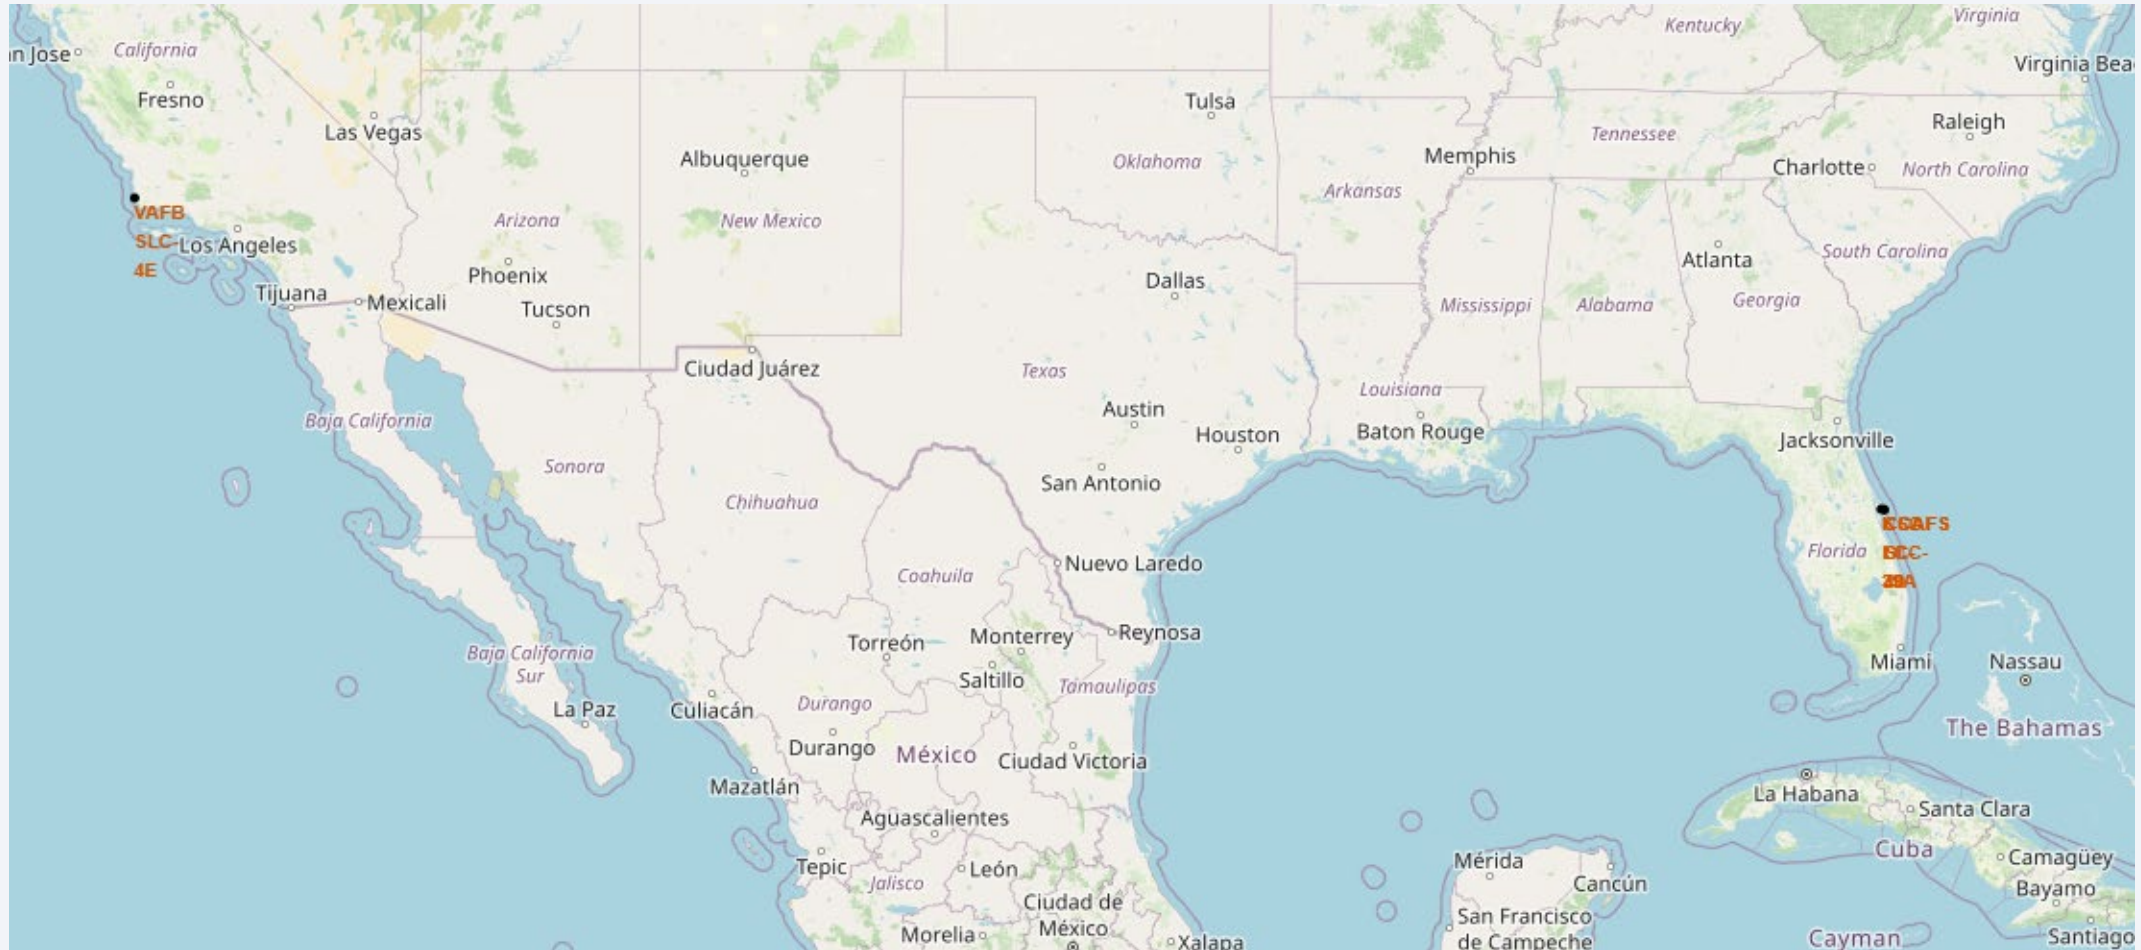 Kentucky
Virginia
California
n Jose
Virginia Bea
Fresno
Tulsa
Las Vegas
Raleigh
Tennessee
Memphis
Albuquerque
Oklahoma
Charlotte
North Carolina
Arkansas
VAFB
SLC-
4E
Arizona
New Mexico
Los Angeles
South Carolina
Atlanta
Phoenix
Dallas
Tijuana
Mexicali
Tucson
Mississippi
Alabama
Georgia
Ciudad Juárez
Texas
Louisiana
Austin
Baja California
Houston
Baton Rouge
Jacksonville
Sonora
San Antonio
Chihuahua
Florida
Nuevo Laredo
Coahuila
Reynosa
Monterrey
Torreón
Baja California
Sur
Miami
Nassau
Saltillo
Tamaulipas
Durango
La Paz
Culiacán
The Bahamas
Durango
México
Ciudad Victoria
Mazatlán
La Habana
Santa Clara
Aguascalientes
Cuba
Mérida
Camagüey
Tepic
León
Jalisco
Cancún
Bayamo
Ciudad de
México
San Francisco
de Campeche
Morelia
Xalapa
Cayman
Santiago